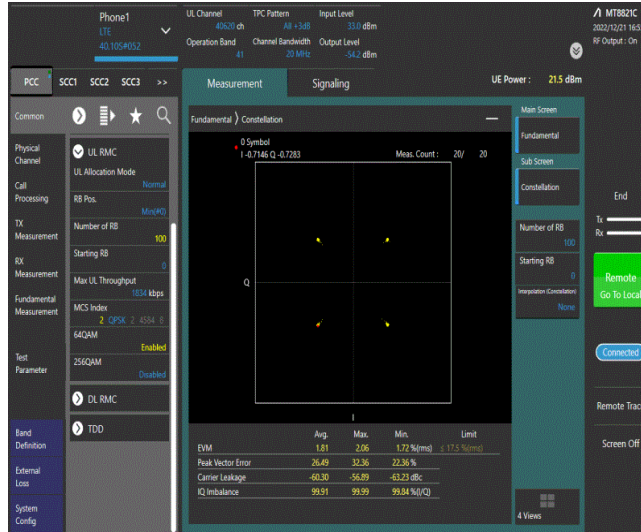 Phone1
LTE
40.10S#052
UL Channel
40620 ch
TPC Pattern
All +3dB
Input Level
33.0 dBm
Operation Band
41
Channel Bandwidth
20 MHz
Output Level
-54.2 dBm
MT8821C
2022/12/21 16:5
RF Output : On
PCC
SCC1
SCC2
SCC3
>>
Measurement
Signaling
UE Power : 21.5 dBm
Common
Physical
Channel
Call
Processing
TX
Measurement
RX
Measurement
Fundamental
Measurement
Test
Parameter
Band
Definition
External
Loss
System
Config
UL RMC
UL Allocation Mode
Normal
RB Pos.
Min(#0)
Number of RB
100
Starting RB
0
Max UL Throughput
1834 kbps
MCS Index
2 QPSK 2 4584 8
64QAM
Enabled
256QAM
Disabled
DL RMC
TDD
Fundamental 〉 Constellation
0 Symbol
I -0.7146 Q -0.7283
Meas. Count : 20/ 20
Q
I
Avg. Max. Min. Limit
EVM 1.81 2.06 1.72 %(rms) ≤ 17.5 %(rms)
Peak Vector Error 26.49 32.36 22.36 %
Carrier Leakage -60.30 -56.89 -63.23 dBc
IQ Imbalance 99.91 99.99 99.84 %(I/Q)
Main Screen
Fundamental
Sub Screen
Constellation
Number of RB
100
Starting RB
0
Interpolation (Constellation)
None
4 Views
End
Tx
Rx
Remote
Go To Local
Connected
Remote Trac
Screen Off